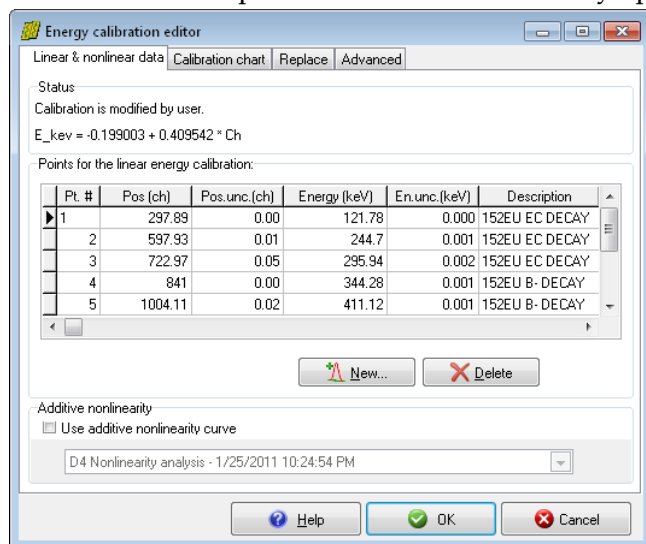 Energy calibration editor
Linear & nonlinear data Calibration chart Replace Advanced
Status
Calibration is modified by user.
E_kev = -0.199003 + 0.409542 * Ch
Points for the linear energy calibration:
Pt. # Pos (ch) Pos.unc.(ch) Energy (keV) En.unc.(keV) Description
1 297.89 0.00 121.78 0.000 152EU EC DECAY
2 597.93 0.01 244.7 0.001 152EU EC DECAY
3 722.97 0.05 295.94 0.002 152EU EC DECAY
4 841 0.00 344.28 0.001 152EU B- DECAY
5 1004.11 0.02 411.12 0.001 152EU B- DECAY
New... Delete
Additive nonlinearity
Use additive nonlinearity curve
D4 Nonlinearity analysis - 1/25/2011 10:24:54 PM
Help OK Cancel